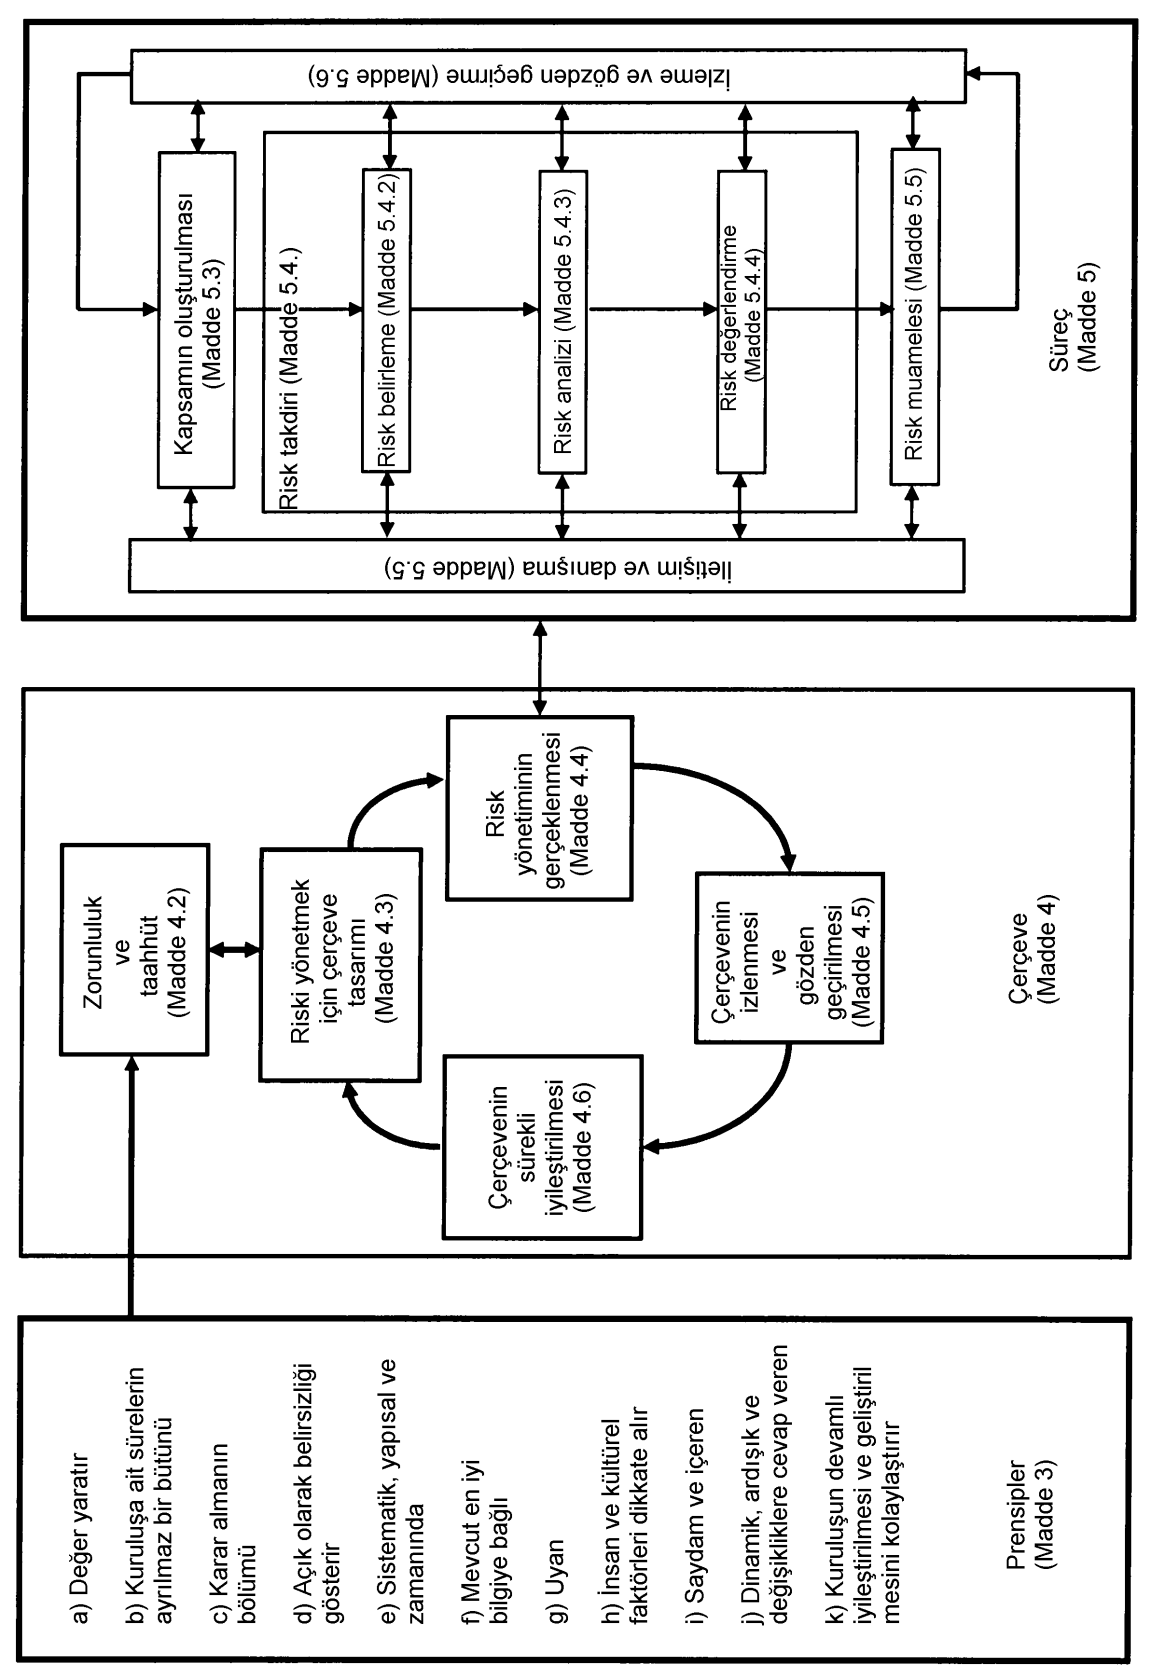 a) Değer yaratır
b) Kuruluşa ait sürelerin
ayrılmaz bir bütünü
c) Karar almanın
bölümü
d) Açık olarak belirsizliği
gösterir
e) Sistematik, yapısal ve
zamanında
f) Mevcut en iyi
bilgiye bağlı
g) Uyan
h) İnsan ve kültürel
faktörleri dikkate alır
i) Saydam ve içeren
j) Dinamik, ardışık ve
değişikliklere cevap veren
k) Kuruluşun devamlı
iyileştirilmesi ve geliştiril
mesini kolaylaştırır
Prensipler
(Madde 3)
Zorunluluk
ve
taahhüt
(Madde 4.2)
Riski yönetmek
için çerçeve
tasarımı
(Madde 4.3)
Risk
yönetiminin
gerçeklenmesi
(Madde 4.4)
Çerçevenin
sürekli
iyileştirilmesi
(Madde 4.6)
Çerçevenin
izlenmesi
ve
gözden
geçirilmesi
(Madde 4.5)
Çerçeve
(Madde 4)
İletişim ve danışma (Madde 5.5)
Kapsamın oluşturulması
(Madde 5.3)
Risk takdiri (Madde 5.4.)
Risk belirleme (Madde 5.4.2)
Risk analizi (Madde 5.4.3)
Risk değerlendirme
(Madde 5.4.4)
Risk muamelesi (Madde 5.5)
İzleme ve gözden geçirme (Madde 5.6)
Süreç
(Madde 5)